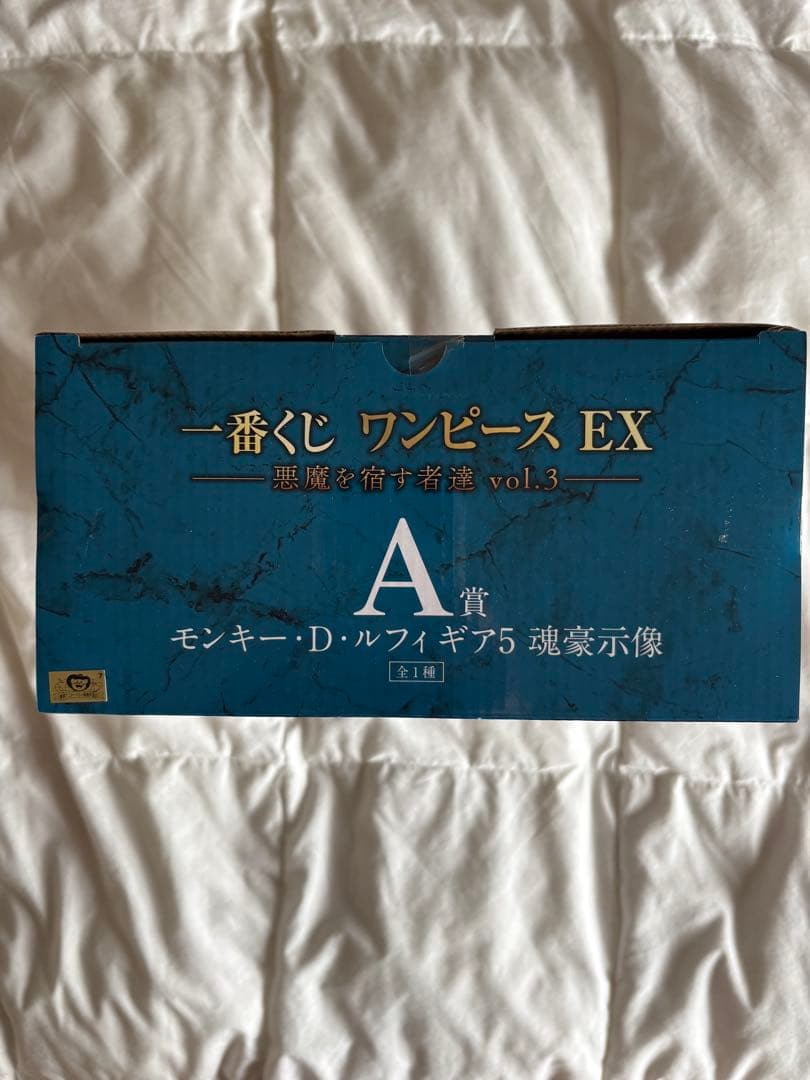 一番くじ ワンピース EX
悪魔を宿す者達 vol.3
A賞
モンキー・D・ルフィギア5 魂豪示像
全1種